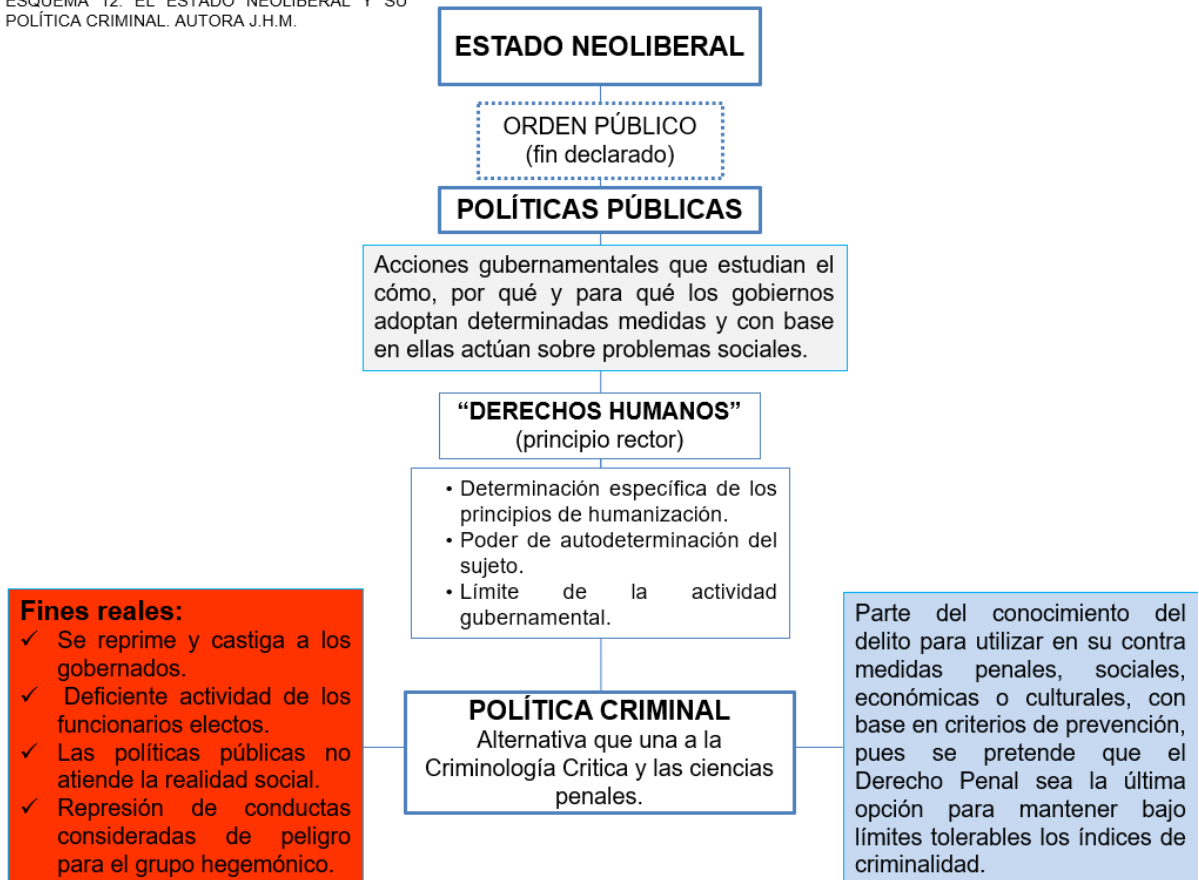 ESQUEMA 12. EL ESTADO NEOLIBERAL Y SU
POLÍTICA CRIMINAL. AUTORA J.H.M.
ESTADO NEOLIBERAL
ORDEN PÚBLICO
(fin declarado)
POLÍTICAS PÚBLICAS
Acciones gubernamentales que estudian el
cómo, por qué y para qué los gobiernos
adoptan determinadas medidas y con base
en ellas actúan sobre problemas sociales.
“DERECHOS HUMANOS”
(principio rector)
• Determinación específica de los
principios de humanización.
• Poder de autodeterminación del
sujeto.
• Límite de la actividad
gubernamental.
Fines reales:
✓ Se reprime y castiga a los
gobernados.
✓ Deficiente actividad de los
funcionarios electos.
✓ Las políticas públicas no
atiende la realidad social.
✓ Represión de conductas
consideradas de peligro
para el grupo hegemónico.
POLÍTICA CRIMINAL
Alternativa que una a la
Criminología Critica y las ciencias
penales.
Parte del conocimiento del
delito para utilizar en su contra
medidas penales, sociales,
económicas o culturales, con
base en criterios de prevención,
pues se pretende que el
Derecho Penal sea la última
opción para mantener bajo
límites tolerables los índices de
criminalidad.